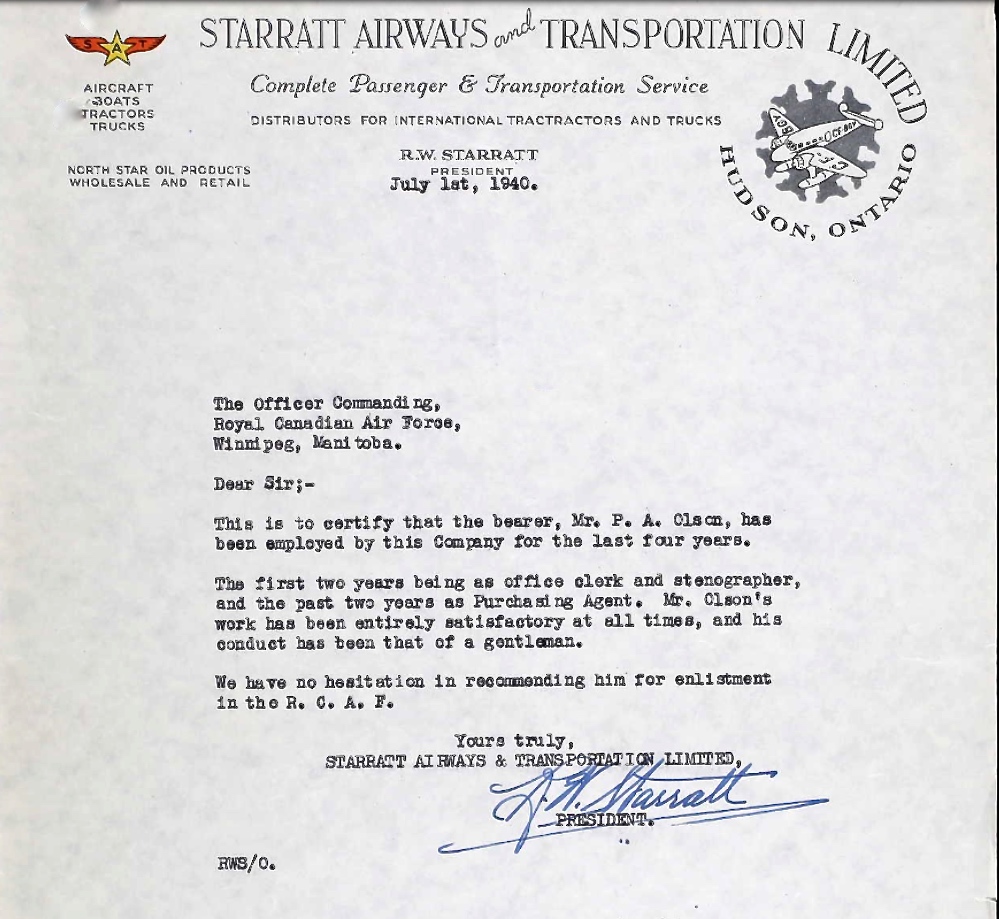 STARRATT AIRWAYS and TRANSPORTATION LIMITED
S A T
Complete Passenger & Transportation Service
AIRCRAFT
BOATS
TRACTORS
TRUCKS
DISTRIBUTORS FOR INTERNATIONAL TRACTRACTORS AND TRUCKS
HUDSON, ONTARIO
R.W. STARRATT
PRESIDENT
NORTH STAR OIL PRODUCTS
WHOLESALE AND RETAIL
July 1st, 1940.
The Officer Commanding,
Royal Canadian Air Force,
Winnipeg, Manitoba.
Dear Sir;-
This is to certify that the bearer, Mr. P. A. Olson, has
been employed by this Company for the last four years.
The first two years being as office clerk and stenographer,
and the past two years as Purchasing Agent. Mr. Olson's
work has been entirely satisfactory at all times, and his
conduct has been that of a gentleman.
We have no hesitation in recommending him for enlistment
in the R. C. A. F.
Yours truly,
STARRATT AIRWAYS & TRANSPORTATION LIMITED,
R.W. Starratt
PRESIDENT.
RWS/O.